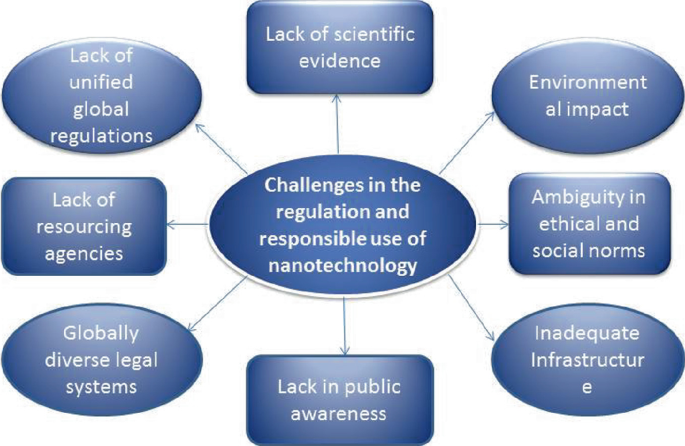 Lack of scientific
evidence
Lack of
unified
global
regulations
Environment
al impact
Challenges in the
regulation and
responsible use of
nanotechnology
Lack of
resourcing
agencies
Ambiguity in
ethical and
social norms
Globally
diverse legal
systems
Lack in public
awareness
Inadequate
Infrastructur
e